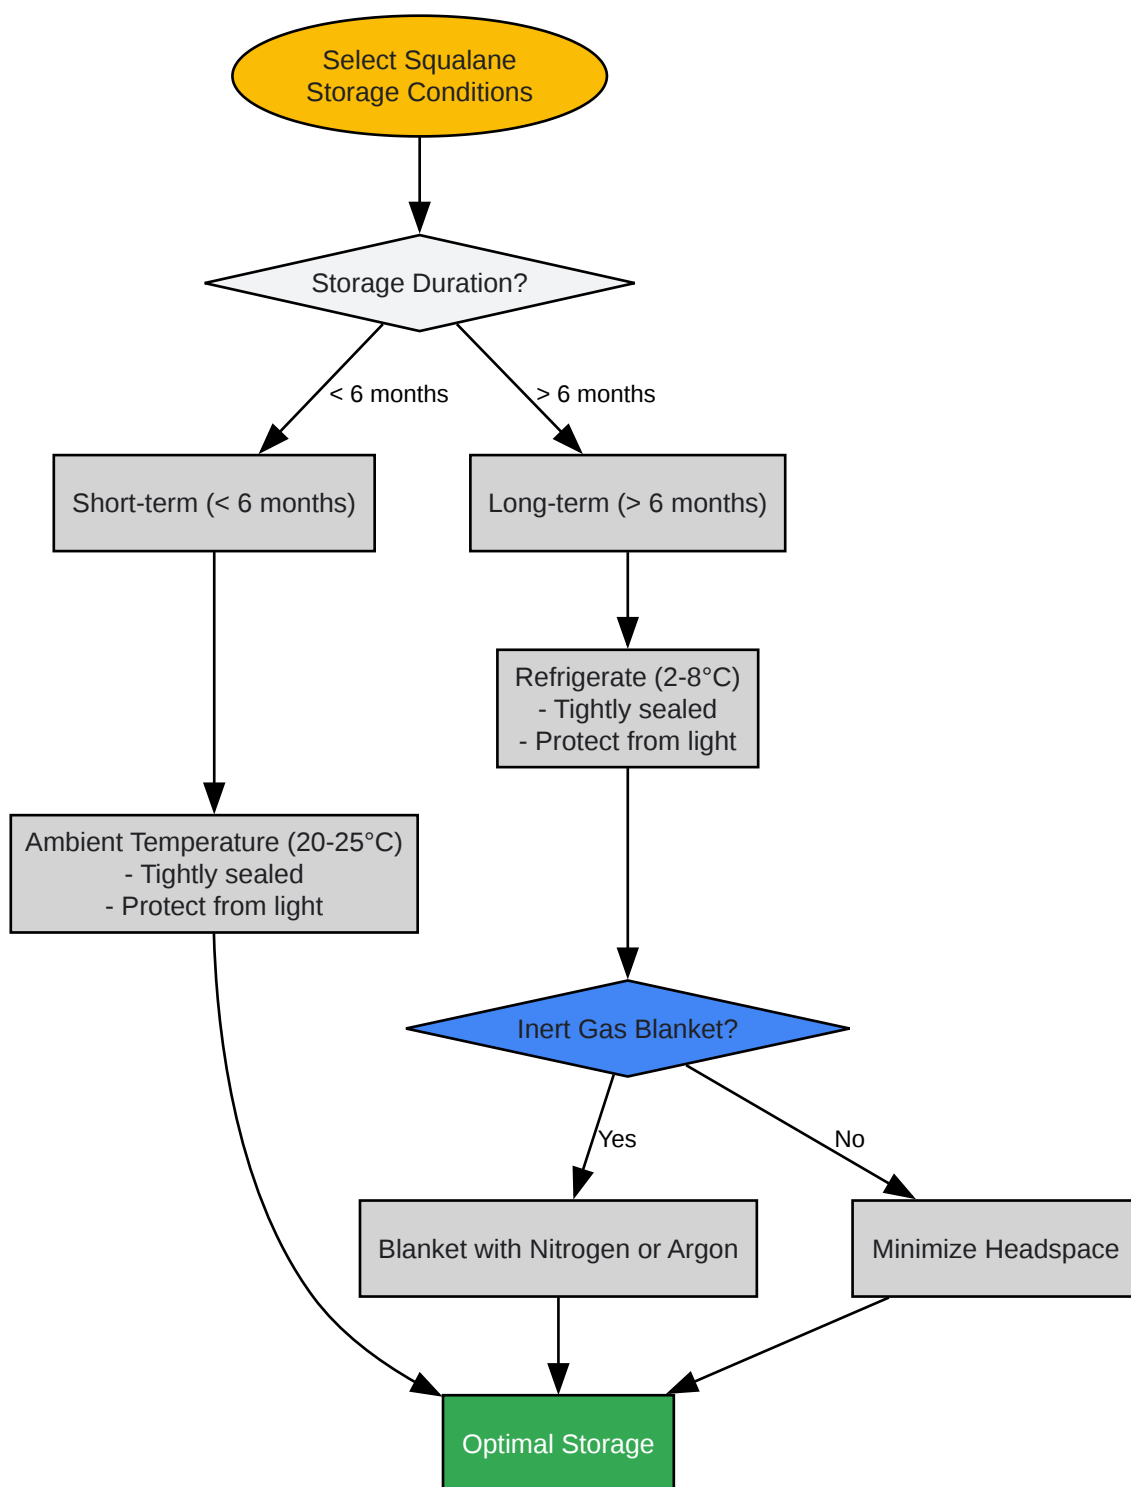 Select Squalane
Storage Conditions
Storage Duration?
< 6 months
> 6 months
Short-term (< 6 months)
Long-term (> 6 months)
Refrigerate (2-8°C)
- Tightly sealed
- Protect from light
Ambient Temperature (20-25°C)
- Tightly sealed
- Protect from light
Inert Gas Blanket?
Yes
No
Blanket with Nitrogen or Argon
Minimize Headspace
Optimal Storage